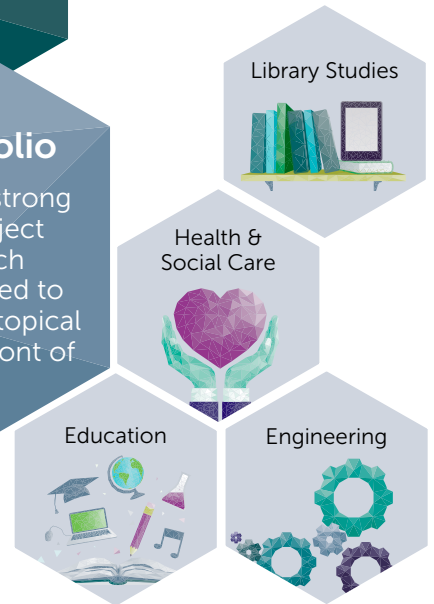 olio
strong
ject
ch
ed to
topical
ont of
Library Studies
Health &
Social Care
Education
Engineering